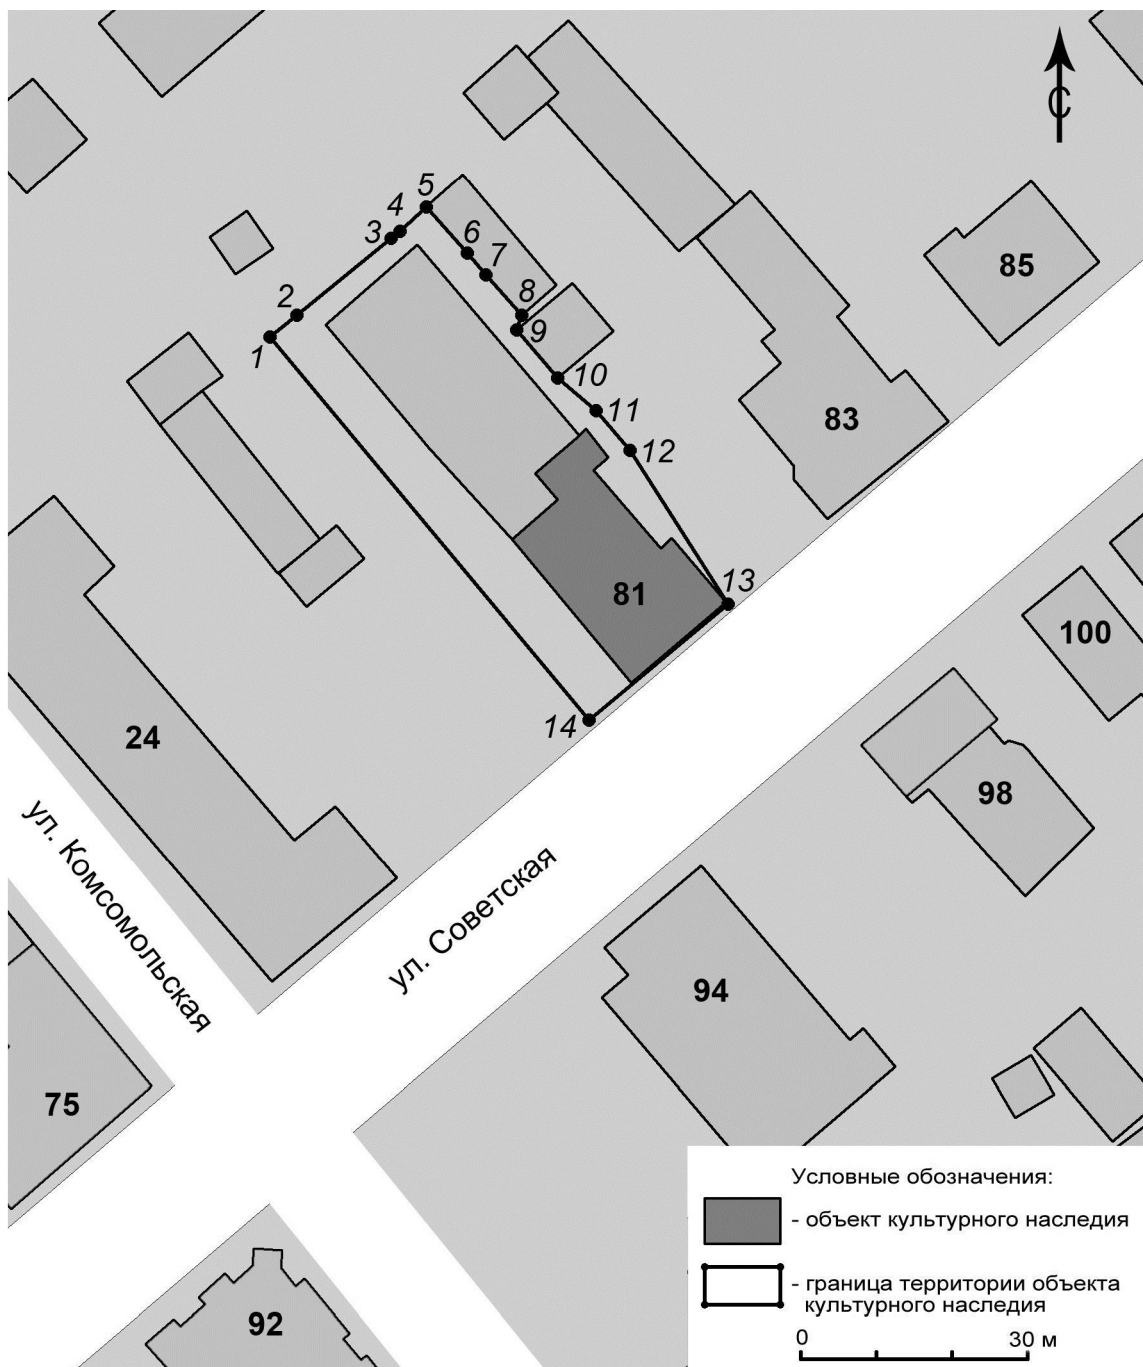 С
5
4
3
6
7
2
8
1
9
10
11
12
13
14
85
83
81
100
24
98
94
75
92
ул. Комсомольская
ул. Советская
Условные обозначения:
- объект культурного наследия
- граница территории объекта
культурного наследия
0 30 м